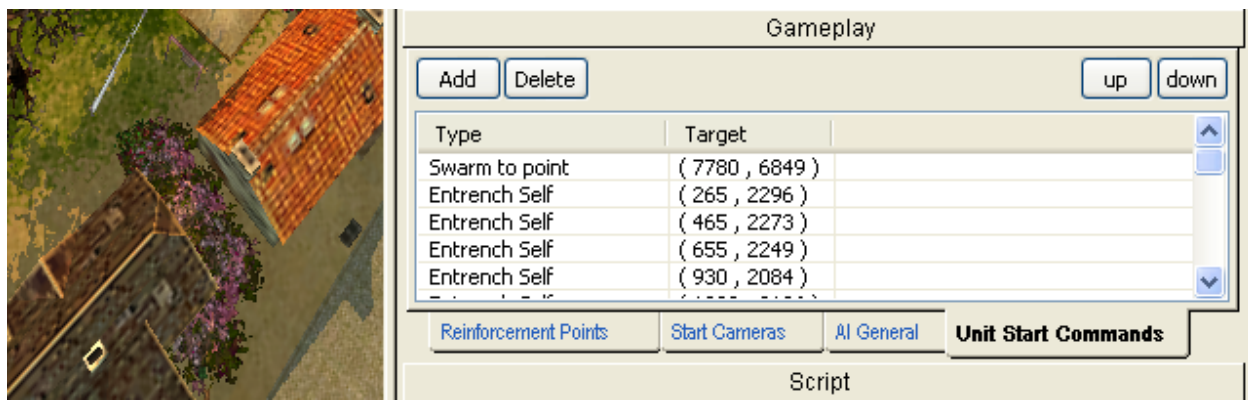 Gameplay
Add Delete up down
Type Target
Swarm to point ( 7780 , 6849 )
Entrench Self ( 265 , 2296 )
Entrench Self ( 465 , 2273 )
Entrench Self ( 655 , 2249 )
Entrench Self ( 930 , 2084 )
Reinforcement Points Start Cameras AI General Unit Start Commands
Script